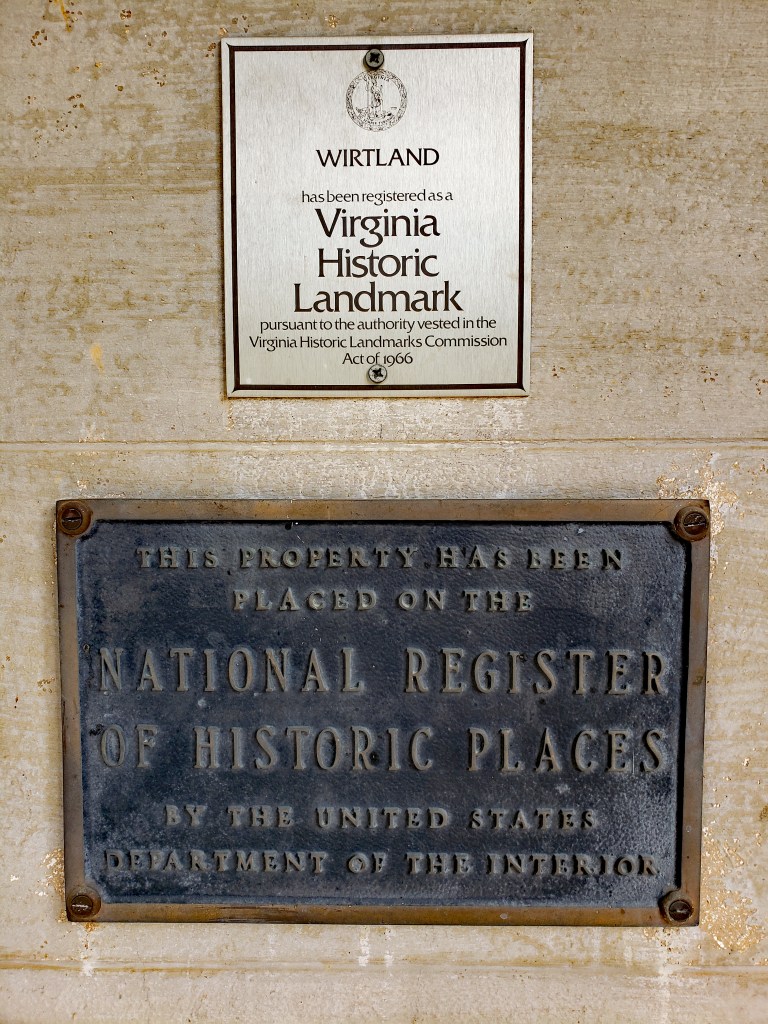 WIRTLAND
has been registered as a
Virginia
Historic
Landmark
pursuant to the authority vested in the
Virginia Historic Landmarks Commission
Act of 1966
THIS PROPERTY HAS BEEN
PLACED ON THE
NATIONAL REGISTER
OF HISTORIC PLACES
BY THE UNITED STATES
DEPARTMENT OF THE INTERIOR